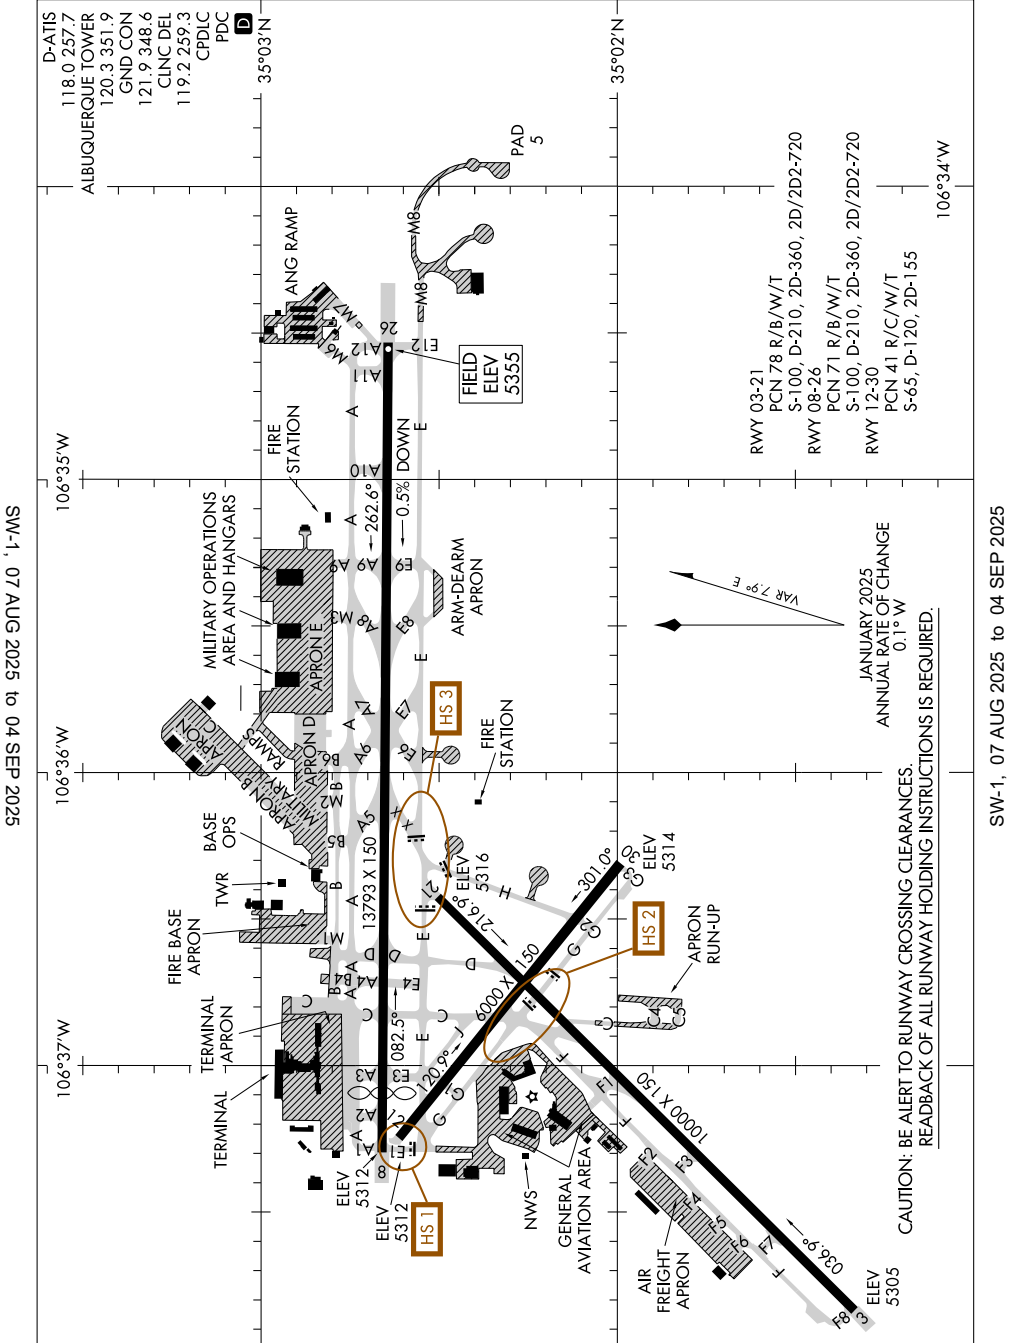 D-ATIS
118.0 257.7
ALBUQUERQUE TOWER
120.3 351.9
GND CON
121.9 348.6
CLNC DEL
119.2 259.3
CPDLC
PDC
D
35°03'N
35°02'N
106°34'W
106°35'W
106°36'W
106°37'W
PAD
5
M8
M8
ANG RAMP
M7
M6
A12
26
E12
A11
FIELD
ELEV
5355
A
E
FIRE
STATION
A10
262.6°
0.5% DOWN
A
MILITARY OPERATIONS
AREA AND HANGARS
A9
A9
E9
ARM-DEARM
APRON
M3
A8
E8
APRON E
E
A
A7
E7
HS 3
APRON C
APRON B
MILITARY
RAMPS
APRON D
B6
A6
E6
FIRE
STATION
B
M2
A5
X
X
B5
BASE
OPS
TWR
B
A
13793 X 150
21
ELEV
5316
H
30
ELEV
5314
G3
301.0°
FIRE BASE
APRON
M1
E
216.9°
G2
HS 2
A
D
D
D
G
6000 X 150
APRON
RUN-UP
B4
A
A4
E4
C
C
C
C
C4
C5
082.5°
E
J
TERMINAL
APRON
TERMINAL
A3
E3
120.9°
G1
G
F
F1
F
10000 X 150
A2
12
A
A1
E1
8
ELEV
5312
ELEV
5312
HS 1
NWS
GENERAL
AVIATION AREA
F2
F3
F4
F5
F6
F7
F
AIR
FREIGHT
APRON
036.9°
F8
3
ELEV
5305
RWY 03-21
PCN 78 R/B/W/T
S-100, D-210, 2D-360, 2D/2D2-720
RWY 08-26
PCN 71 R/B/W/T
S-100, D-210, 2D-360, 2D/2D2-720
RWY 12-30
PCN 41 R/C/W/T
S-65, D-120, 2D-155
VAR 7.9° E
JANUARY 2025
ANNUAL RATE OF CHANGE
0.1° W
CAUTION: BE ALERT TO RUNWAY CROSSING CLEARANCES.
READBACK OF ALL RUNWAY HOLDING INSTRUCTIONS IS REQUIRED.
SW-1, 07 AUG 2025 to 04 SEP 2025
SW-1, 07 AUG 2025 to 04 SEP 2025